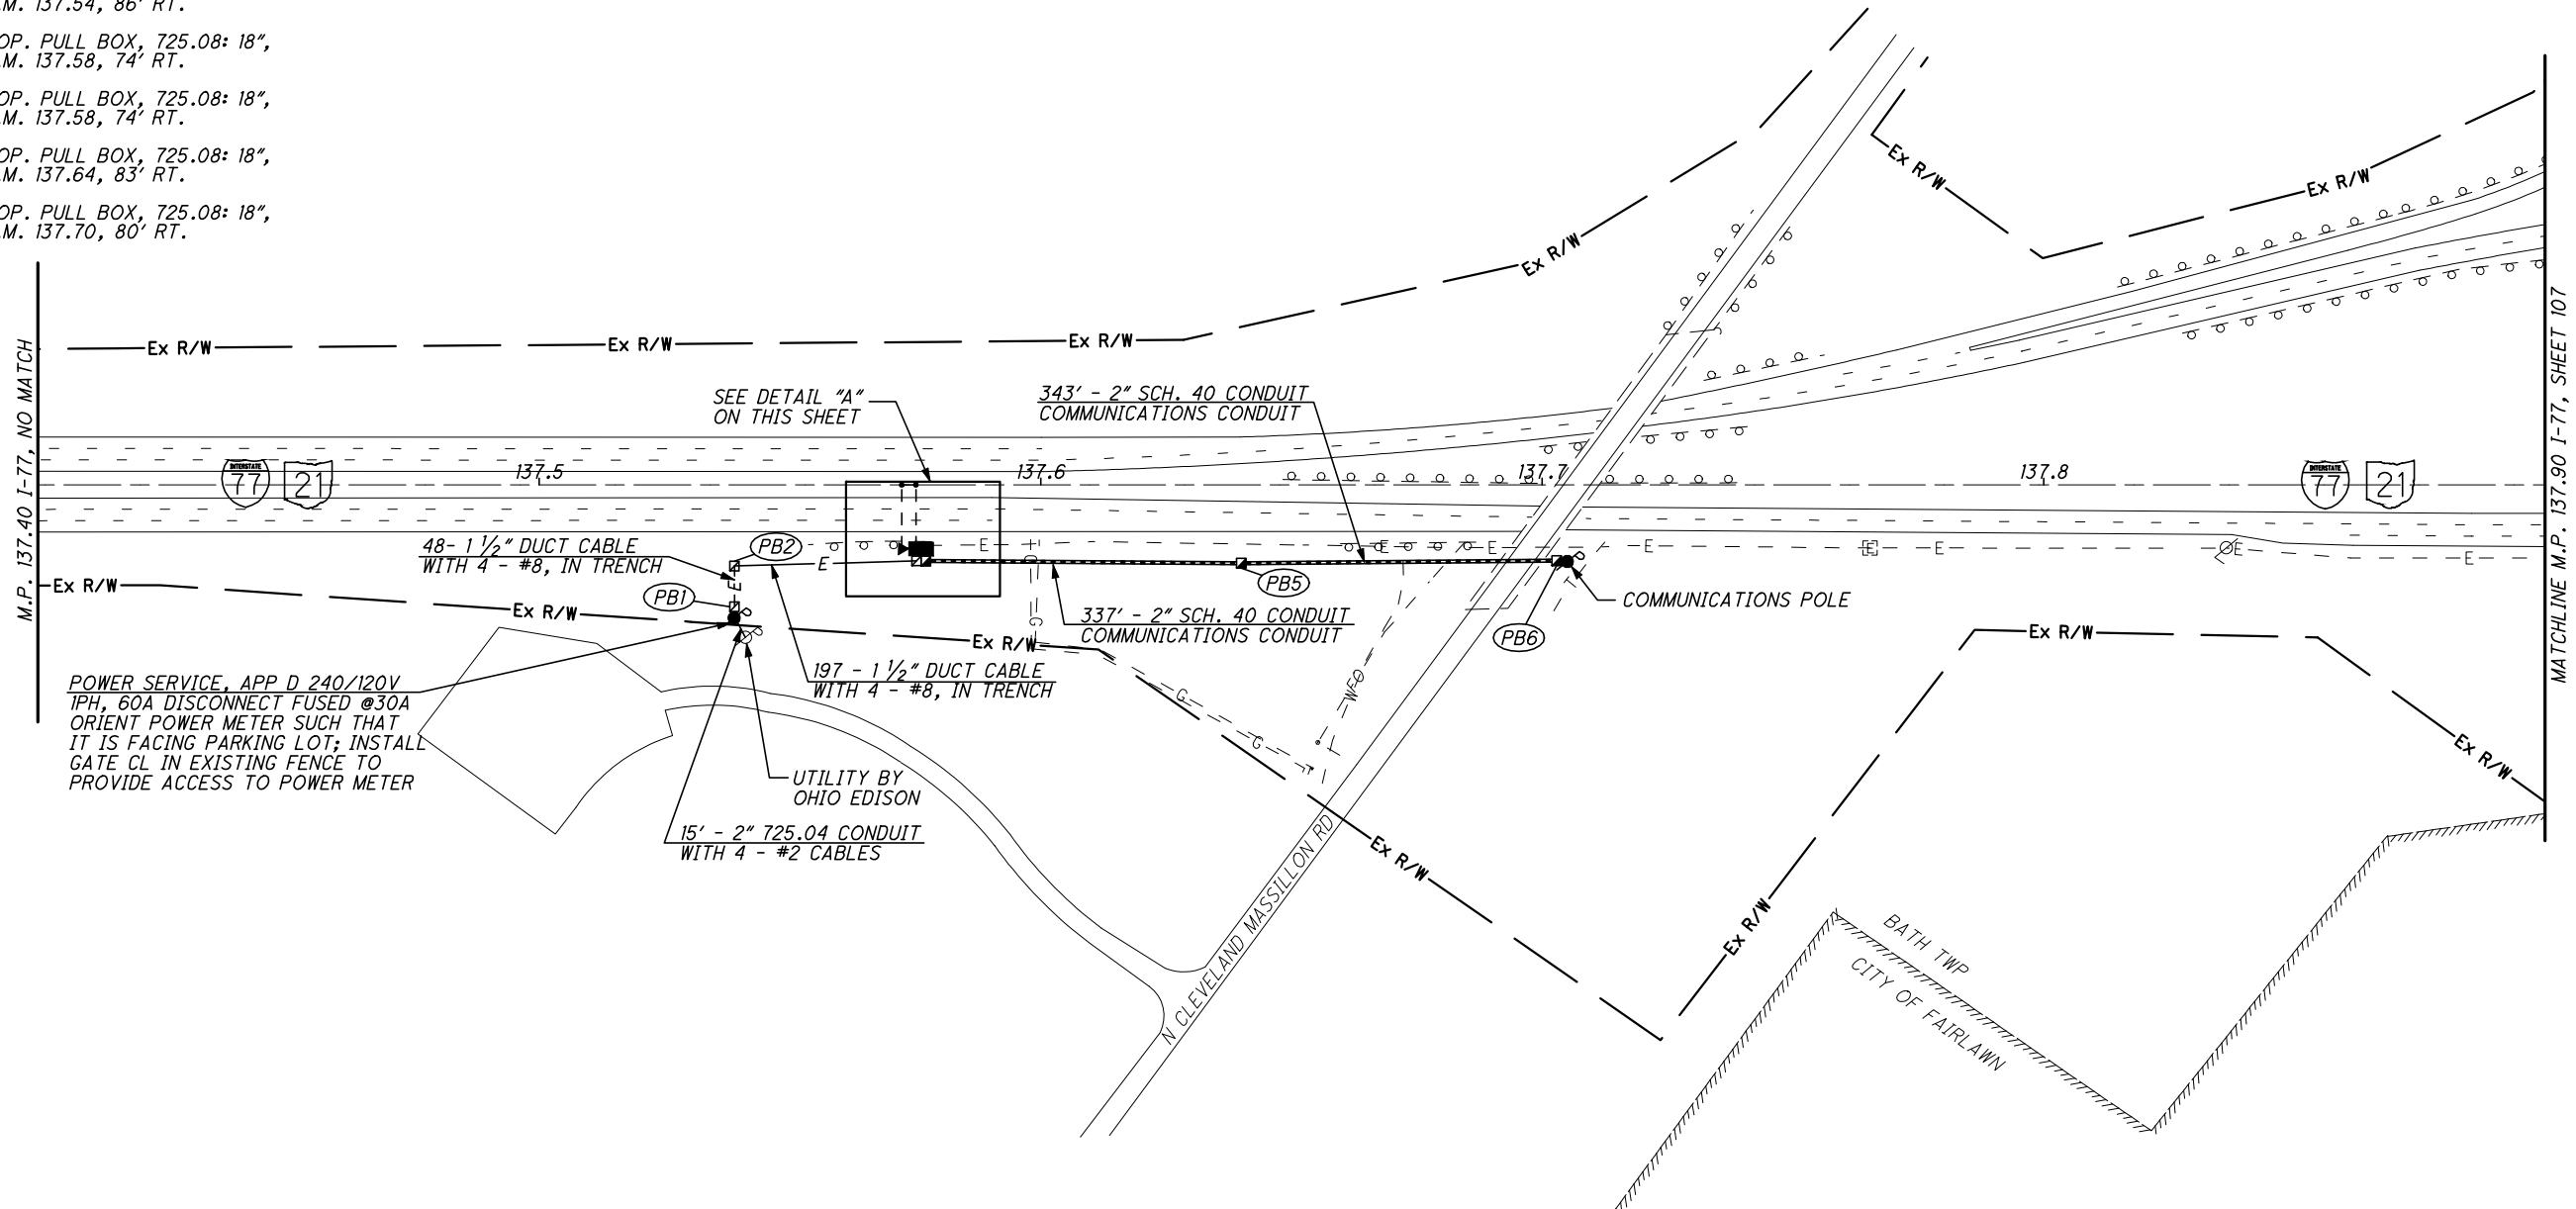 .M. 137.54, 86' RT.
OP. PULL BOX, 725.08: 18",
.M. 137.58, 74' RT.
OP. PULL BOX, 725.08: 18",
.M. 137.58, 74' RT.
OP. PULL BOX, 725.08: 18",
.M. 137.64, 83' RT.
OP. PULL BOX, 725.08: 18",
.M. 137.70, 80' RT.
M.P. 137.40 I-77, NO MATCH
MATCHLINE M.P. 137.90 I-77, SHEET 107
Ex R/W
Ex R/W
Ex R/W
Ex R/W
Ex R/W
Ex R/W
SEE DETAIL "A"
ON THIS SHEET
343' - 2" SCH. 40 CONDUIT
COMMUNICATIONS CONDUIT
INTERSTATE
77
21
137.5
137.6
137.7
137.8
INTERSTATE
77
21
48- 1 1/2" DUCT CABLE
WITH 4 - #8, IN TRENCH
PB2
E
E
E
E
E
E
E
E
E
E
PB1
PB5
PB6
P
P
P
T
G
G
G
T
WFO
Ex R/W
Ex R/W
Ex R/W
337' - 2" SCH. 40 CONDUIT
COMMUNICATIONS CONDUIT
COMMUNICATIONS POLE
Ex R/W
Ex R/W
197 - 1 1/2" DUCT CABLE
WITH 4 - #8, IN TRENCH
POWER SERVICE, APP D 240/120V
1PH, 60A DISCONNECT FUSED @30A
ORIENT POWER METER SUCH THAT
IT IS FACING PARKING LOT; INSTALL
GATE CL IN EXISTING FENCE TO
PROVIDE ACCESS TO POWER METER
UTILITY BY
OHIO EDISON
15' - 2" 725.04 CONDUIT
WITH 4 - #2 CABLES
N CLEVELAND MASSILLON RD
Ex R/W
Ex R/W
BATH TWP
CITY OF FAIRLAWN